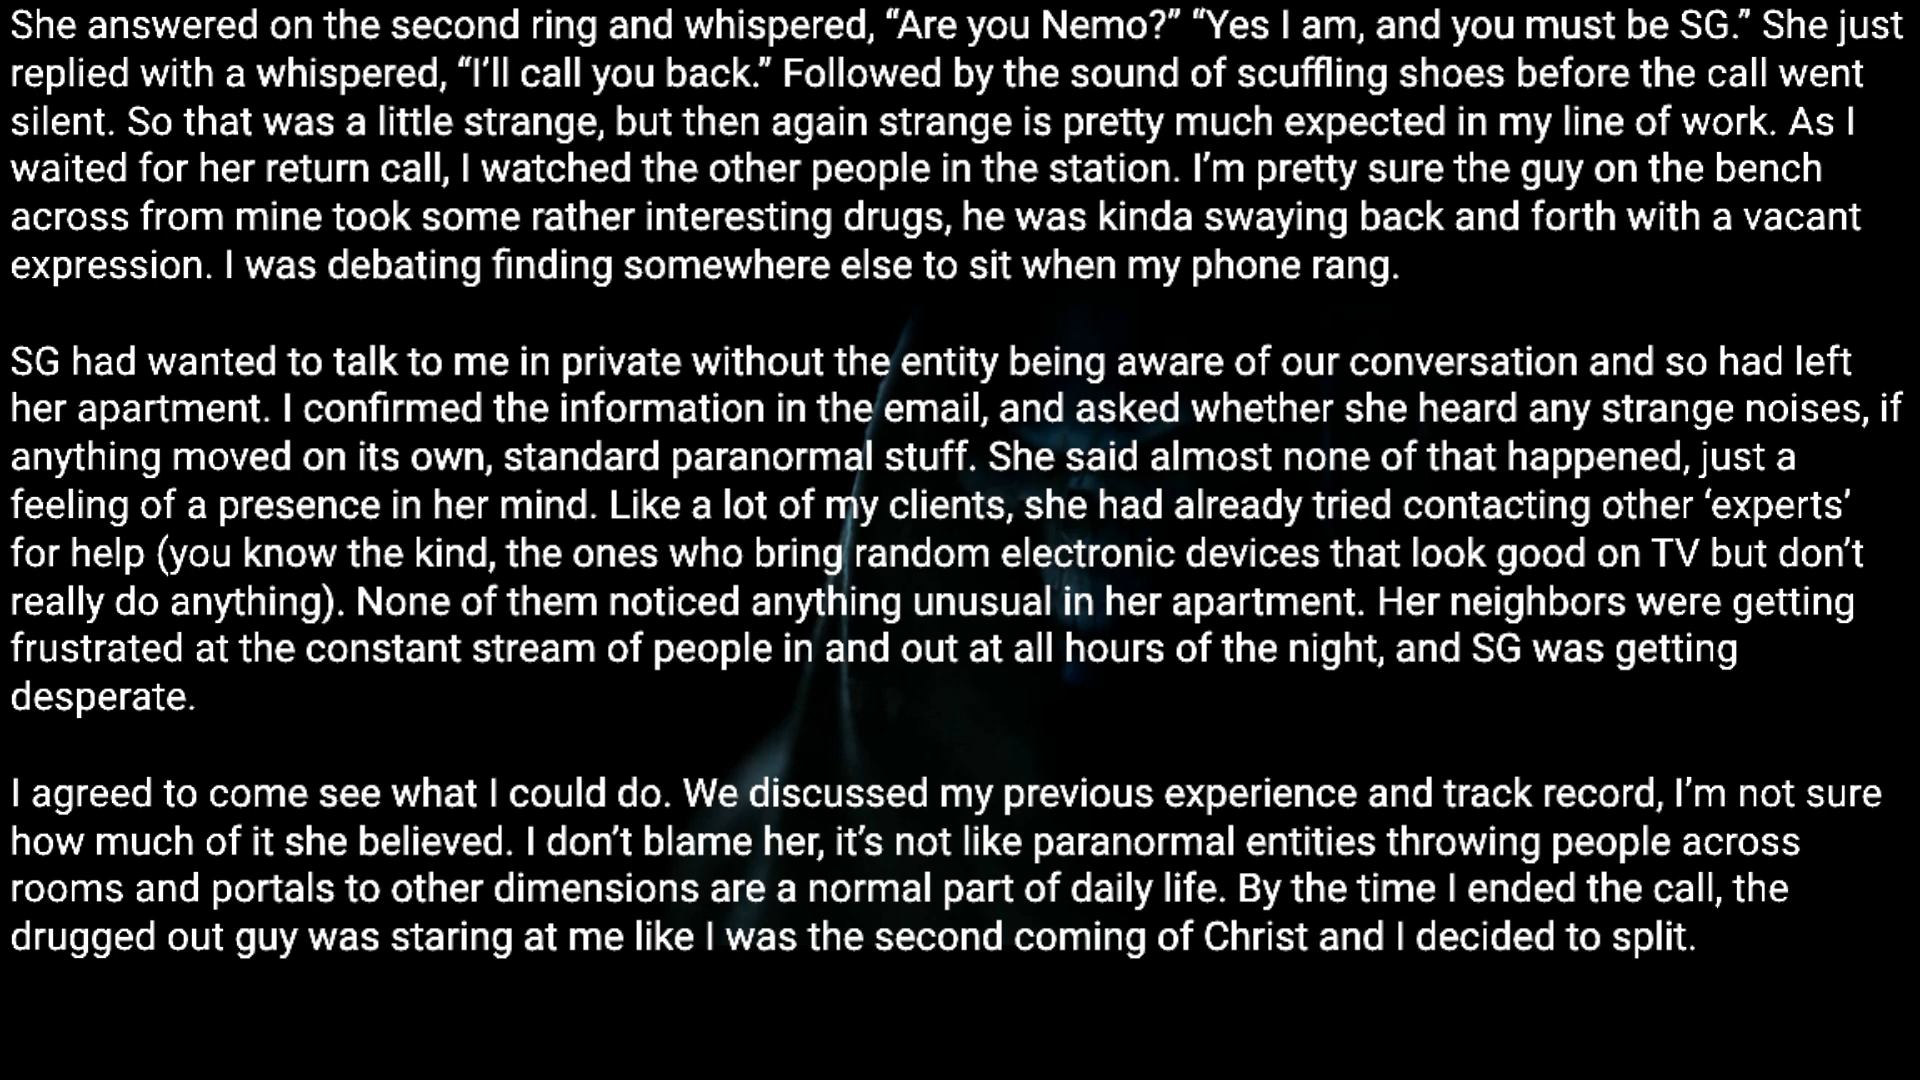 She answered on the second ring and whispered, “Are you Nemo?” “Yes I am, and you must be SG.” She just
replied with a whispered, “I’ll call you back.” Followed by the sound of scuffling shoes before the call went
silent. So that was a little strange, but then again strange is pretty much expected in my line of work. As I
waited for her return call, I watched the other people in the station. I’m pretty sure the guy on the bench
across from mine took some rather interesting drugs, he was kinda swaying back and forth with a vacant
expression. I was debating finding somewhere else to sit when my phone rang.
SG had wanted to talk to me in private without the entity being aware of our conversation and so had left
her apartment. I confirmed the information in the email, and asked whether she heard any strange noises, if
anything moved on its own, standard paranormal stuff. She said almost none of that happened, just a
feeling of a presence in her mind. Like a lot of my clients, she had already tried contacting other ‘experts’
for help (you know the kind, the ones who bring random electronic devices that look good on TV but don’t
really do anything). None of them noticed anything unusual in her apartment. Her neighbors were getting
frustrated at the constant stream of people in and out at all hours of the night, and SG was getting
desperate.
I agreed to come see what I could do. We discussed my previous experience and track record, I’m not sure
how much of it she believed. I don’t blame her, it’s not like paranormal entities throwing people across
rooms and portals to other dimensions are a normal part of daily life. By the time I ended the call, the
drugged out guy was staring at me like I was the second coming of Christ and I decided to split.